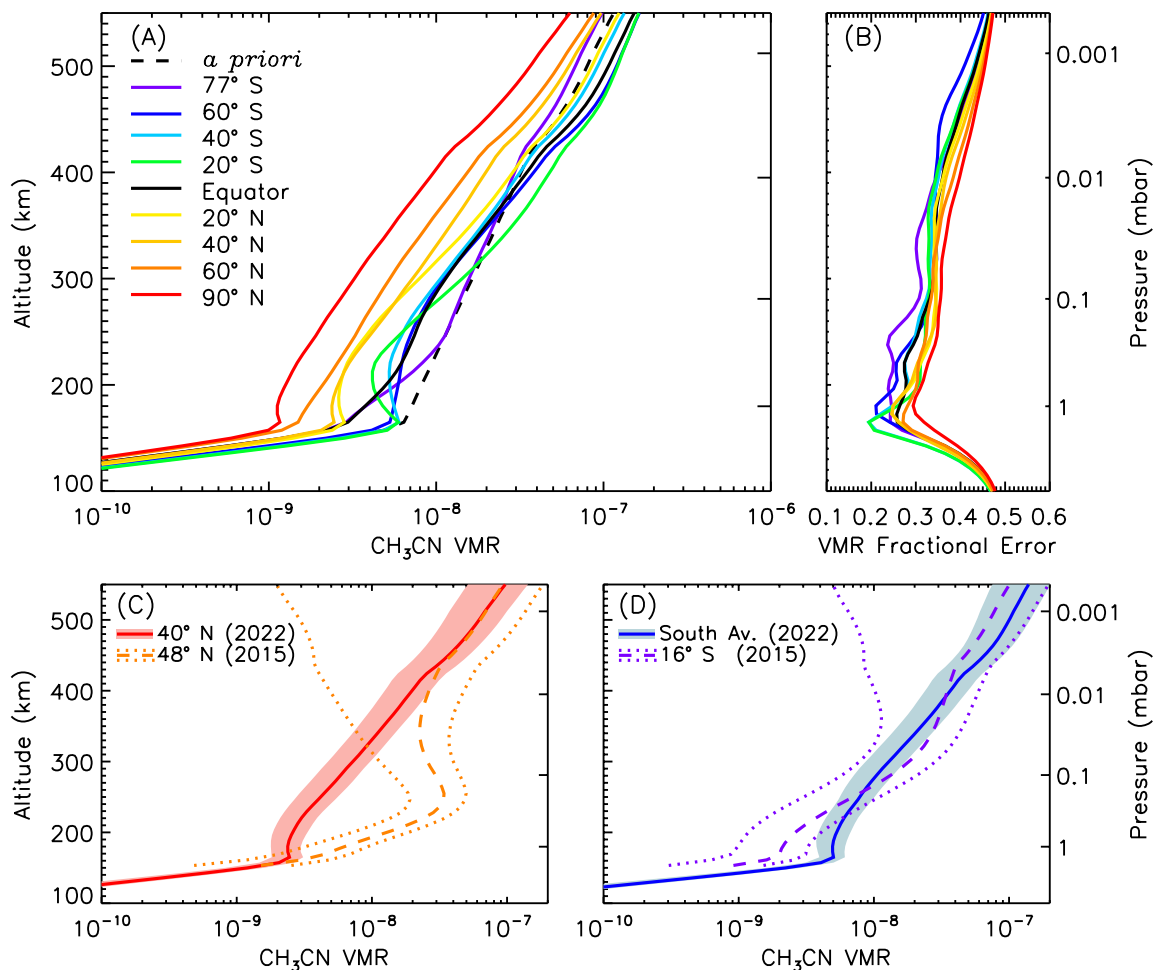 (A)
a priori
77° S
60° S
40° S
20° S
Equator
20° N
40° N
60° N
90° N
500
400
300
200
100
Altitude (km)
10⁻¹⁰ 10⁻⁹ 10⁻⁸ 10⁻⁷ 10⁻⁶
CH₃CN VMR
(B)
0.001
0.01
0.1
1
Pressure (mbar)
0.1 0.2 0.3 0.4 0.5 0.6
VMR Fractional Error
(C)
40° N (2022)
48° N (2015)
500
400
300
200
100
Altitude (km)
10⁻¹⁰ 10⁻⁹ 10⁻⁸ 10⁻⁷
CH₃CN VMR
(D)
South Av. (2022)
16° S (2015)
0.001
0.01
0.1
1
Pressure (mbar)
10⁻¹⁰ 10⁻⁹ 10⁻⁸ 10⁻⁷
CH₃CN VMR